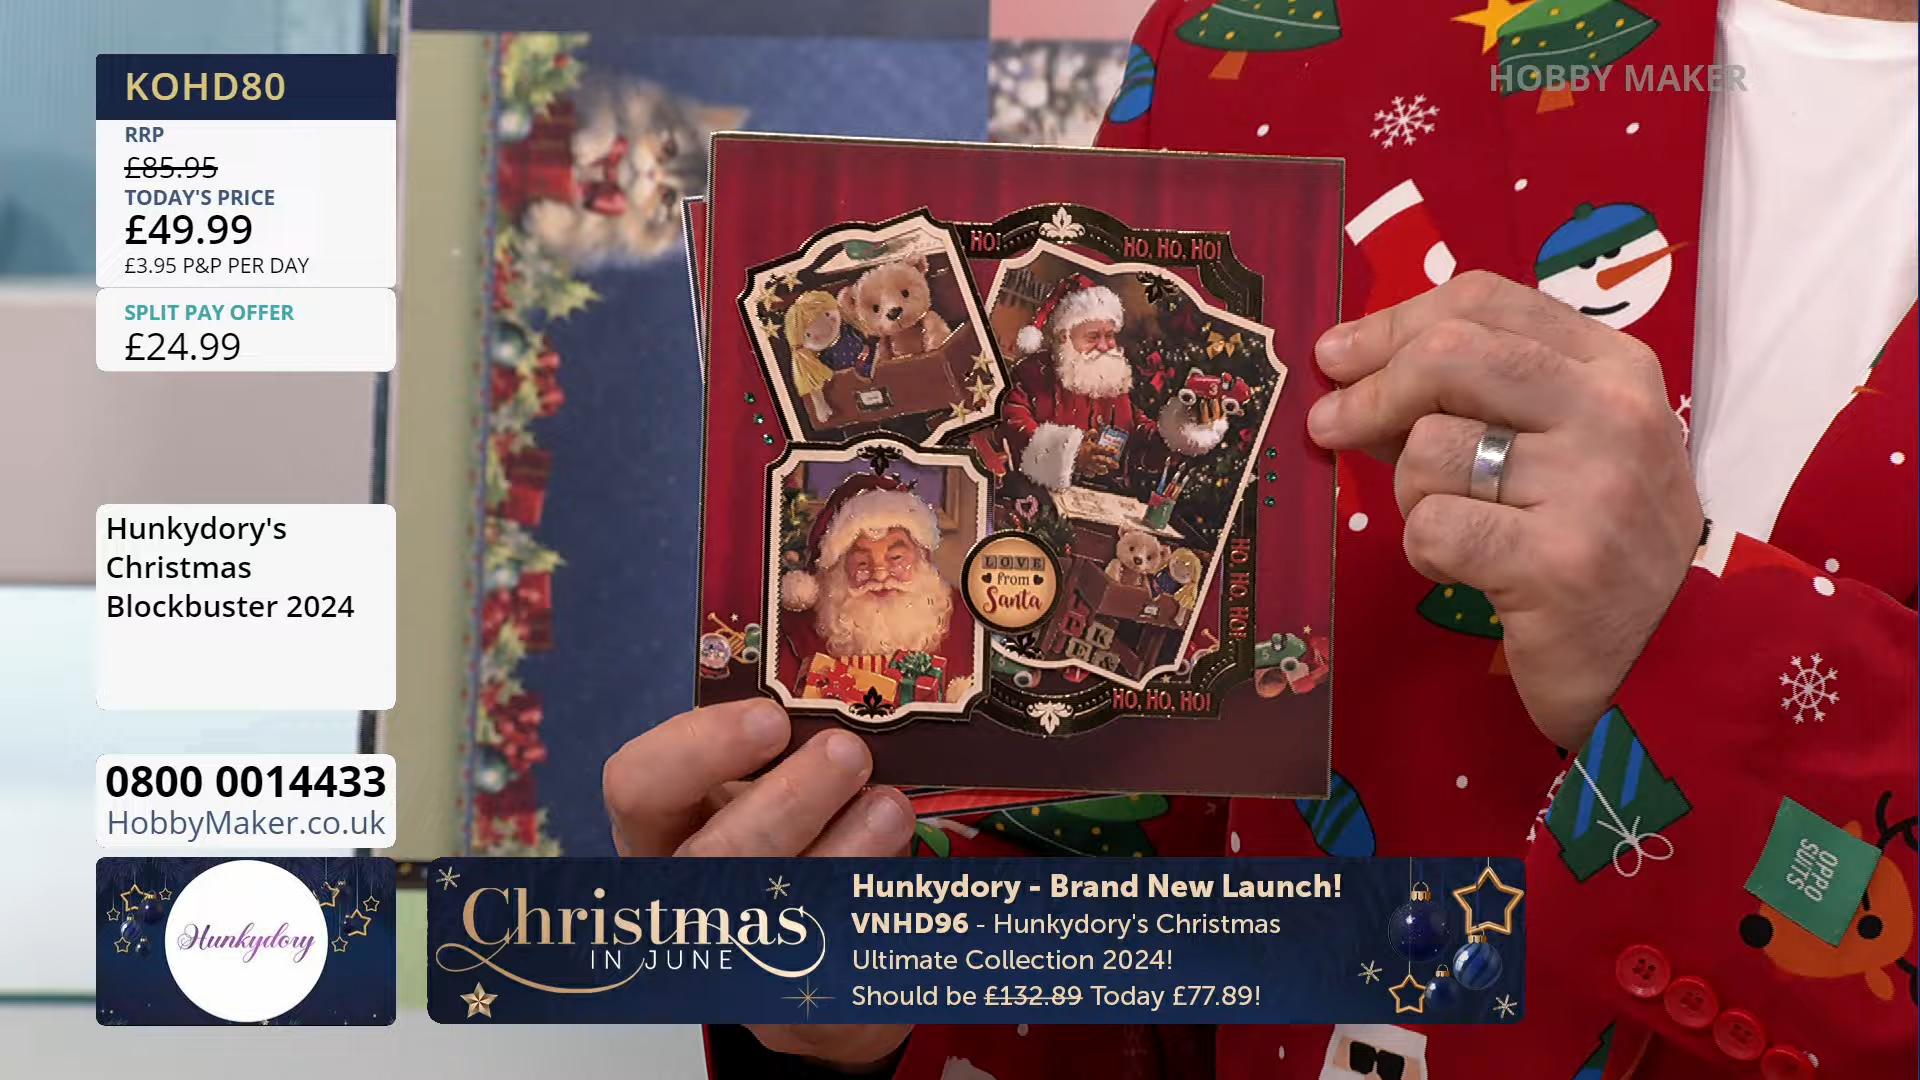 KOHD80
RRP
£85.95
TODAY'S PRICE
£49.99
£3.95 P&P PER DAY
SPLIT PAY OFFER
£24.99
Hunkydory's
Christmas
Blockbuster 2024
0800 0014433
HobbyMaker.co.uk
Hunkydory
Christmas
IN JUNE
Hunkydory - Brand New Launch!
VNHD96 - Hunkydory's Christmas
Ultimate Collection 2024!
Should be £132.89 Today £77.89!
HOBBY MAKER
HO!
HO, HO, HO!
LOVE
from
Santa
HO, HO, HO!
HO, HO, HO!
OPPO
SUITS